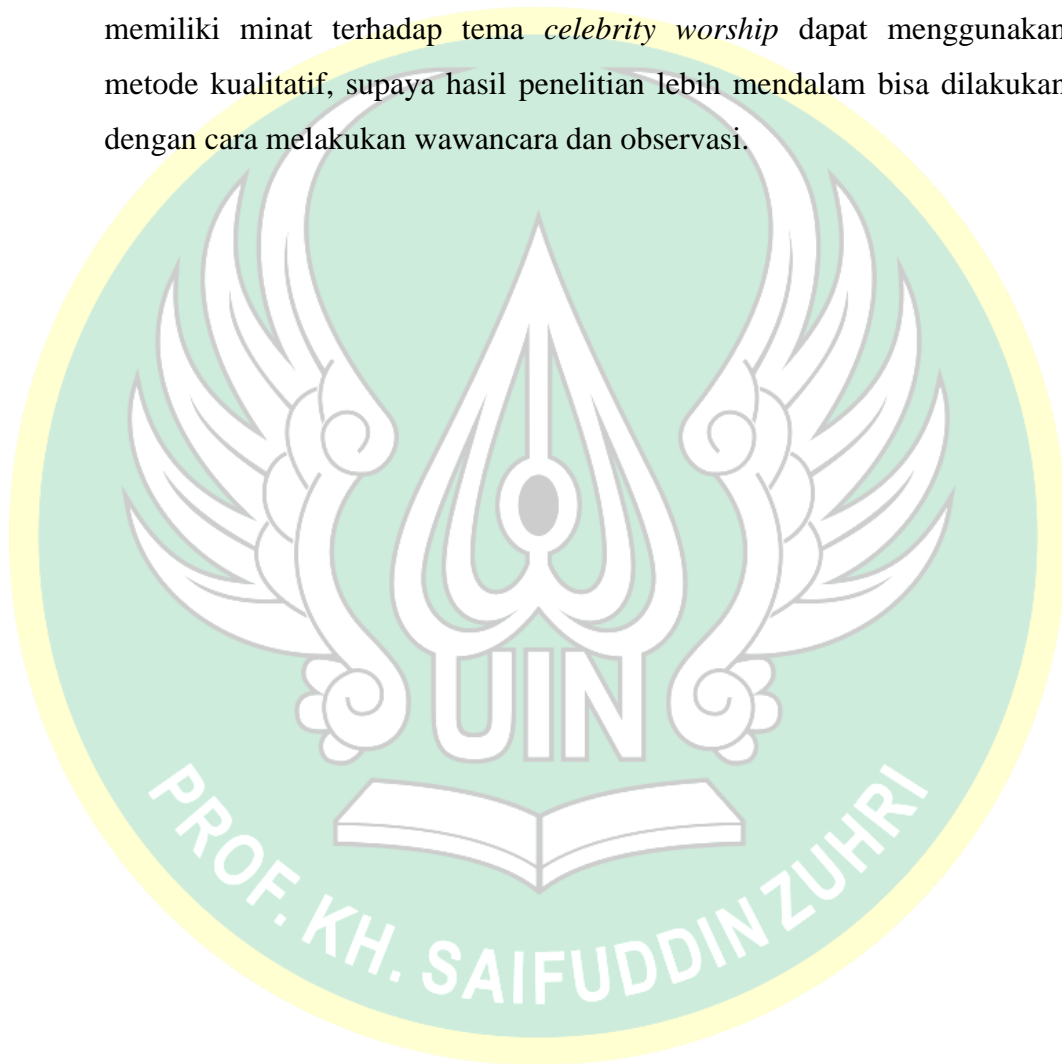 memiliki minat terhadap tema celebrity worship dapat menggunakan
metode kualitatif, supaya hasil penelitian lebih mendalam bisa dilakukan
dengan cara melakukan wawancara dan observasi.
UIN
PROF. KH. SAIFUDDIN ZUHRI